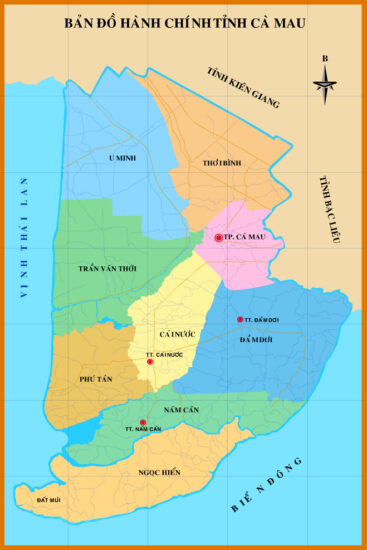 BẢN ĐỒ HÀNH CHÍNH TỈNH CÀ MAU
B
TỈNH KIÊN GIANG
U MINH
THỚI BÌNH
TỈNH BẠC LIÊU
VỊNH THÁI LAN
TP. CÀ MAU
TRẦN VĂN THỜI
TT. ĐẦM DƠI
CÁI NƯỚC
ĐẦM DƠI
TT. CÁI NƯỚC
PHÚ TÂN
NĂM CĂN
TT. NĂM CĂN
NGỌC HIỂN
BIỂN ĐÔNG
ĐẤT MŨI